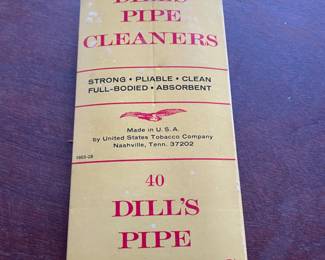 DILL'S
PIPE
CLEANERS
STRONG • PLIABLE • CLEAN
FULL-BODIED • ABSORBENT
Made in U.S.A.
by United States Tobacco Company
Nashville, Tenn. 37202
40
DILL'S
PIPE